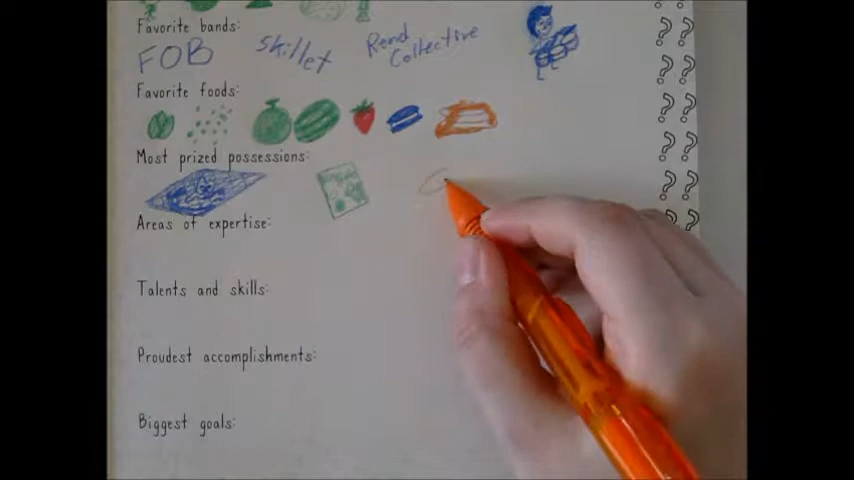 Favorite bands:
FOB Skillet Rend Collective
Favorite foods:
Most prized possessions:
Areas of expertise:
Talents and skills:
Proudest accomplishments:
Biggest goals:
? ?
? ?
? ?
? ?
? ?
? ?